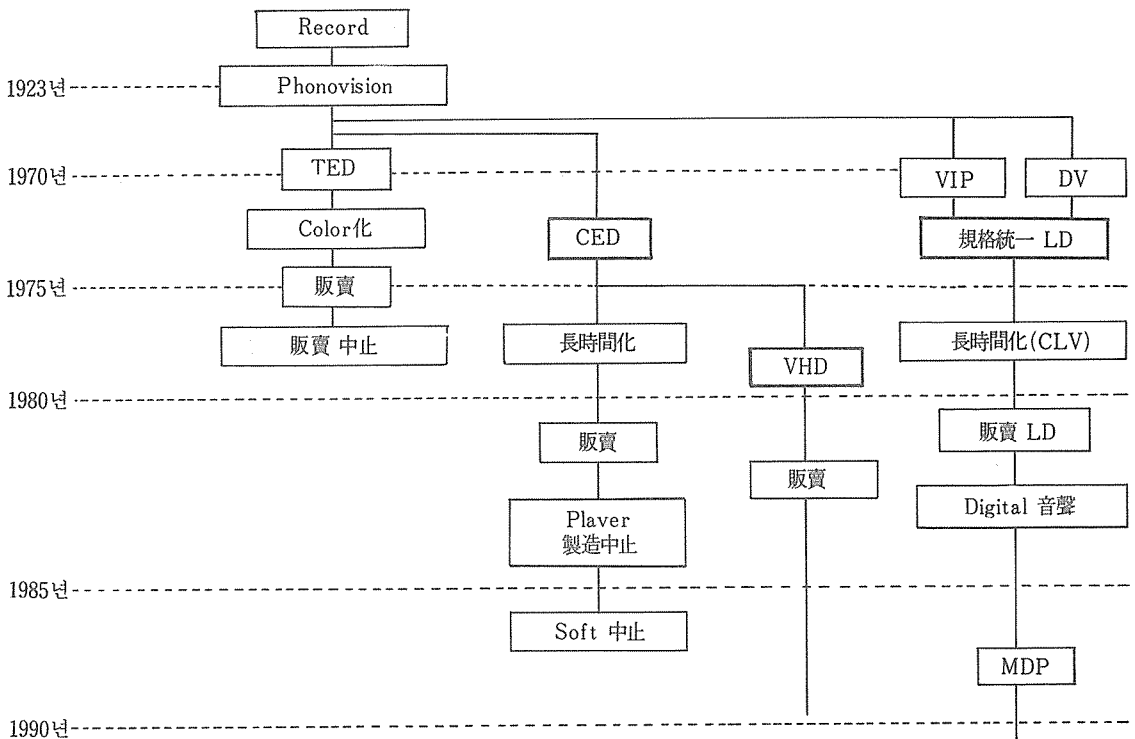 Record
1923년
Phonovision
1970년
TED
VIP
DV
Color化
CED
規格統一 LD
1975년
販賣
販賣 中止
長時間化
VHD
長時間化(CLV)
1980년
販賣
販賣
販賣 LD
Digital 音聲
Plaver
製造中止
1985년
Soft 中止
MDP
1990년